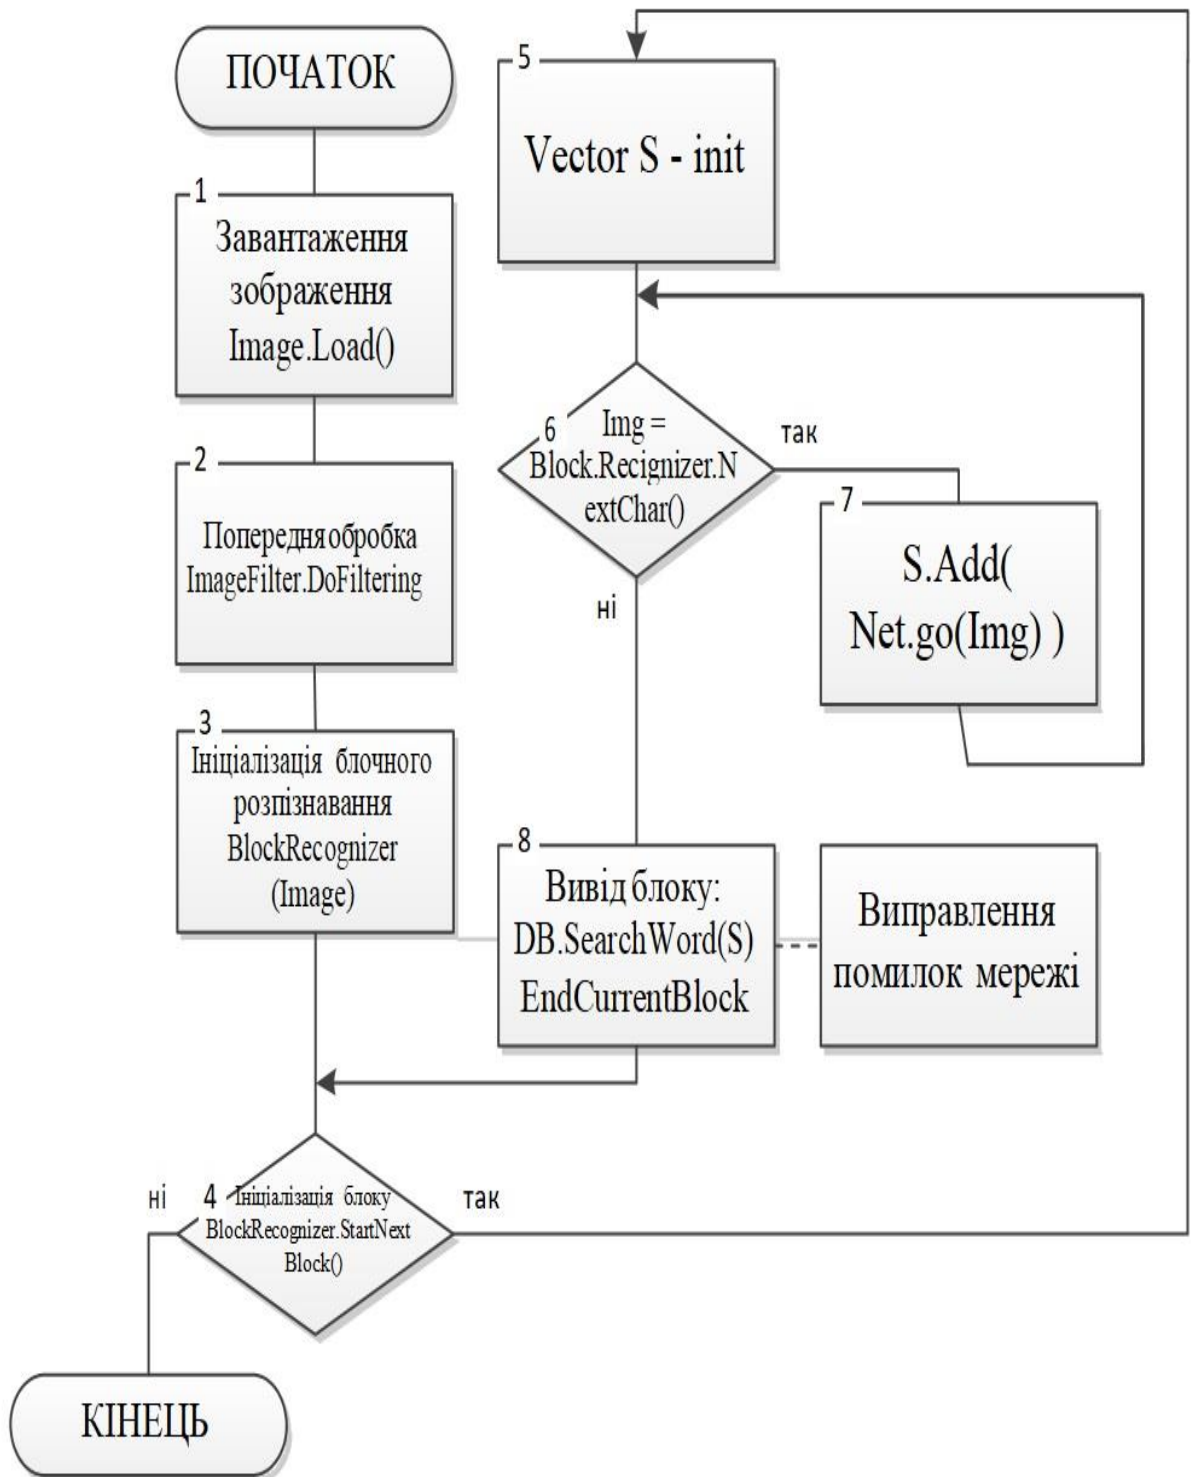 ПОЧАТОК
1
Завантаження
зображення
Image.Load()
2
Попередня обробка
ImageFilter.DoFiltering
3
Ініціалізація блочного
розпізнавання
BlockRecognizer
(Image)
ні
4
Ініціалізація блоку
BlockRecognizer.StartNext
Block()
так
КІНЕЦЬ
5
Vector S - init
6
Img =
Block.Recignizer.N
extChar()
так
ні
7
S.Add(
Net.go(Img) )
8
Вивід блоку:
DB.SearchWord(S)
EndCurrentBlock
Виправлення
помилок мережі